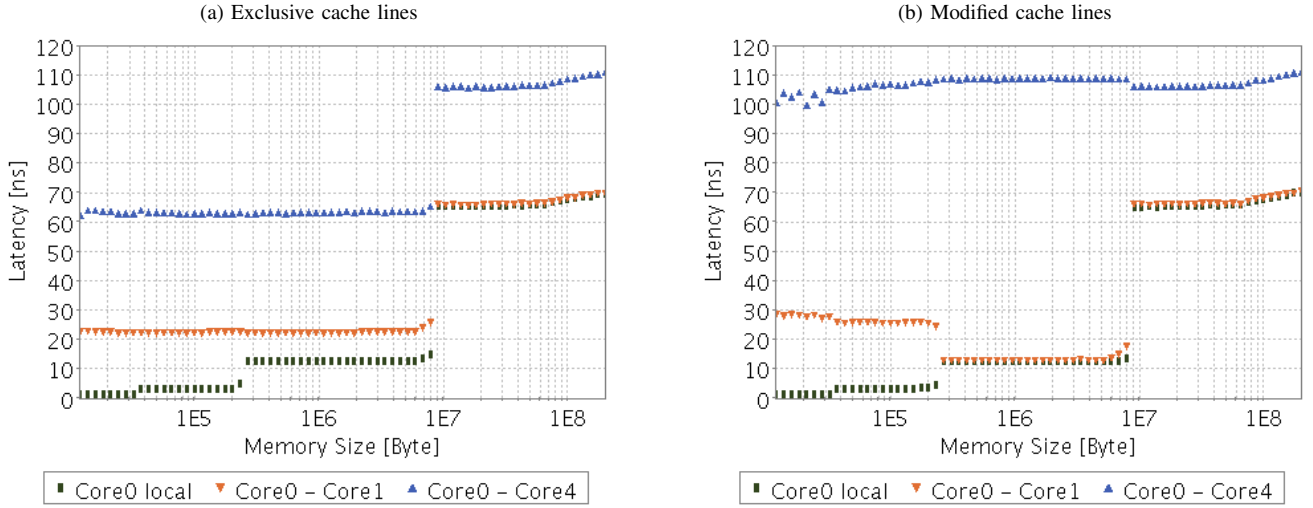 (a) Exclusive cache lines
120
110
100
90
80
70
60
50
40
30
20
10
0
Latency [ns]
1E5 1E6 1E7 1E8
Memory Size [Byte]
Core0 local Core0 – Core1 Core0 – Core4
(b) Modified cache lines
120
110
100
90
80
70
60
50
40
30
20
10
0
Latency [ns]
1E5 1E6 1E7 1E8
Memory Size [Byte]
Core0 local Core0 – Core1 Core0 – Core4